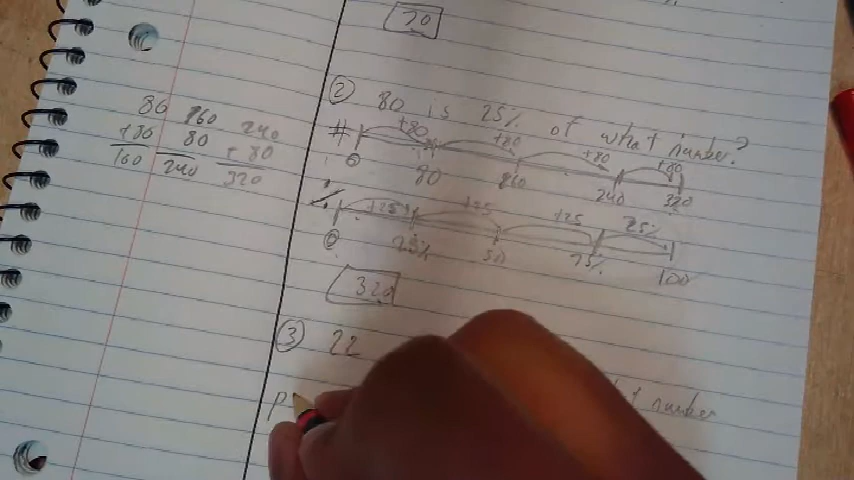 20
② 80 is 25% of what number?
80 160 240
+80 80 + 80
160 240 320
# +80 +80 +80 +80
0 80 160 240 320
% +25 +25 +25 25%
0 25% 50 75% 100
320
③ 22 number
P